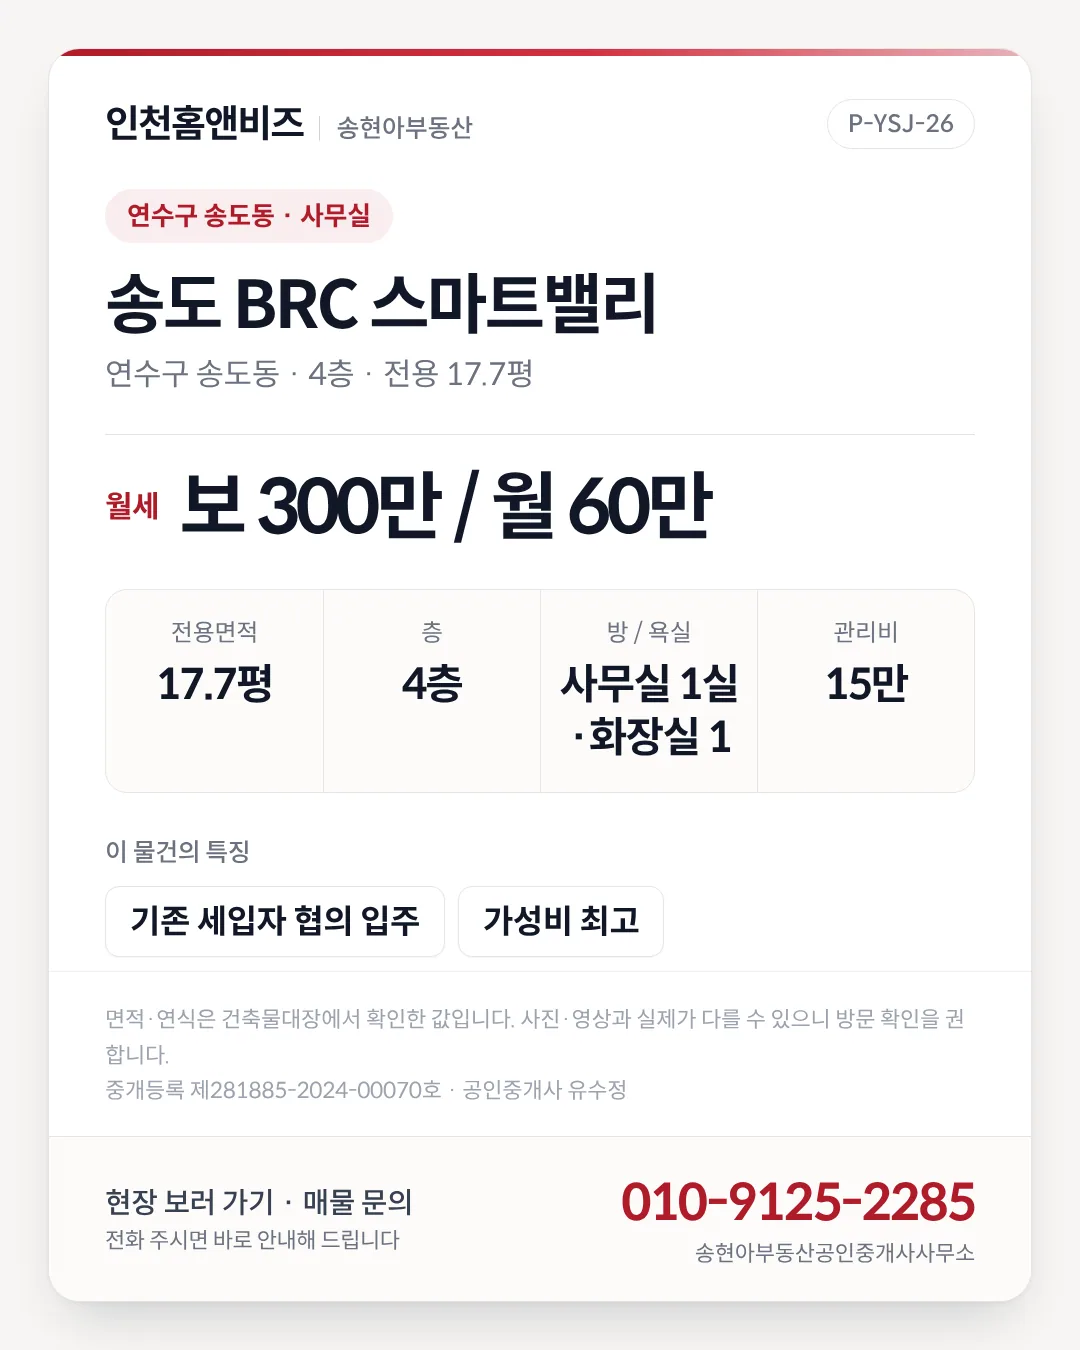 인천홈앤비즈 | 송현아부동산
P-YSJ-26
연수구 송도동 · 사무실
송도 BRC 스마트밸리
연수구 송도동 · 4층 · 전용 17.7평
월세 보 300만 / 월 60만
전용면적
17.7평
층
4층
방 / 욕실
사무실 1실
· 화장실 1
관리비
15만
이 물건의 특징
기존 세입자 협의 입주
가성비 최고
면적·연식은 건축물대장에서 확인한 값입니다. 사진·영상과 실제가 다를 수 있으니 방문 확인을 권
합니다.
중개등록 제281885-2024-00070호 · 공인중개사 유수정
현장 보러 가기 · 매물 문의
전화 주시면 바로 안내해 드립니다
010-9125-2285
송현아부동산공인중개사사무소